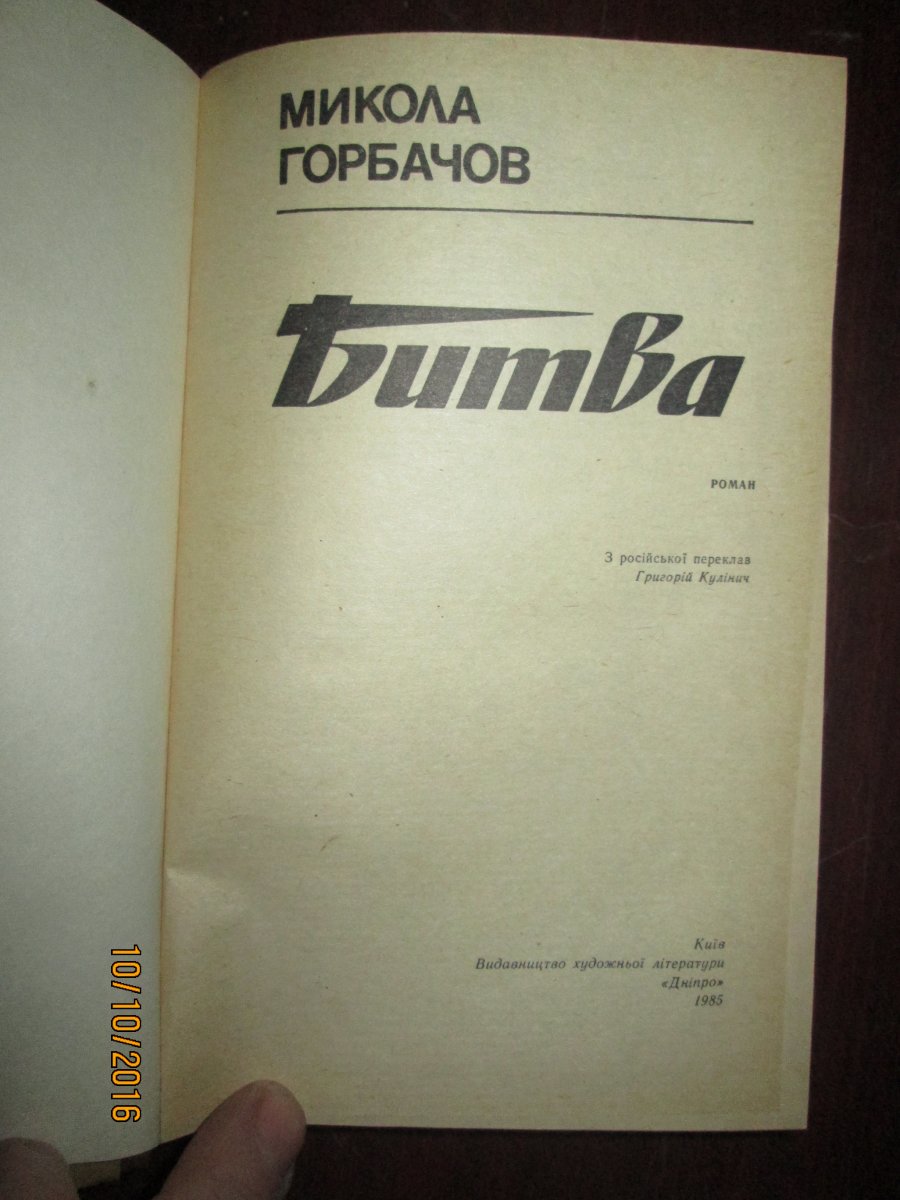 МИКОЛА
ГОРБАЧОВ
Битва
РОМАН
З російської переклав
Григорій Кулінич
Київ
Видавництво художньої літератури
«Дніпро»
1985
10/10/2016